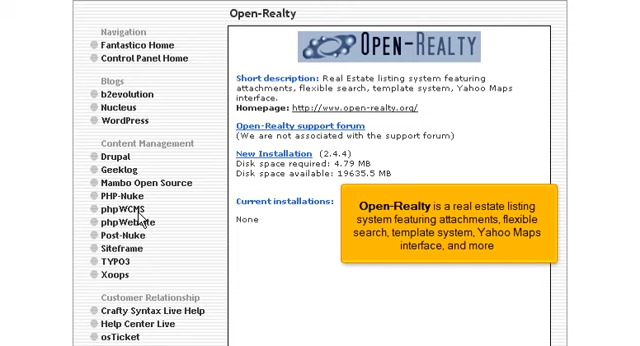 Open-Realty
Navigation
Fantastico Home
Control Panel Home
Blogs
b2evolution
Nucleus
WordPress
Content Management
Drupal
Geeklog
Mambo Open Source
PHP-Nuke
phpWCMS
phpWebsite
Post-Nuke
Siteframe
TYPO3
Xoops
Customer Relationship
Crafty Syntax Live Help
Help Center Live
osTicket
OPEN-REALTY
Short description: Real Estate listing system featuring
attachments, flexible search, template system, Yahoo Maps
interface.
Homepage: http://www.open-realty.org/
Open-Realty support forum
(We are not associated with the support forum)
New Installation (2.4.4)
Disk space required: 4.79 MB
Disk space available: 19635.5 MB
Current installations:
None
Open-Realty is a real estate listing
system featuring attachments, flexible
search, template system, Yahoo Maps
interface, and more